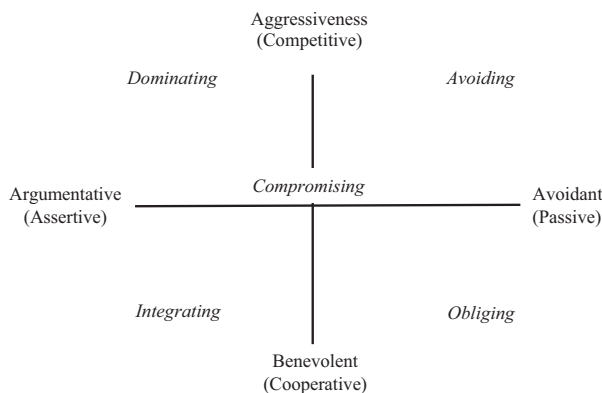 Aggressiveness
(Competitive)
Dominating Avoiding
Compromising
Argumentative Avoidant
(Assertive) (Passive)
Integrating Obliging
Benevolent
(Cooperative)